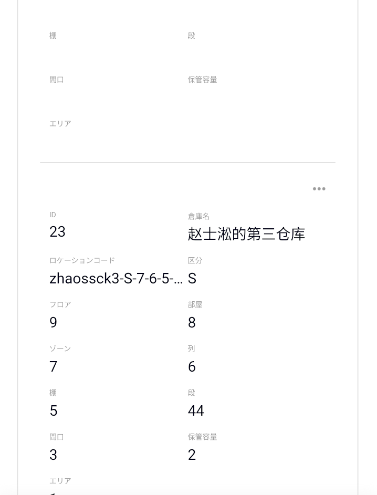 棚 段
間口 保管容量
エリア
ID 倉庫名
23 赵士淞的第三仓库
ロケーションコード 区分
zhaossck3-S-7-6-5-... S
フロア 部屋
9 8
ゾーン 列
7 6
棚 段
5 44
間口 保管容量
3 2
エリア